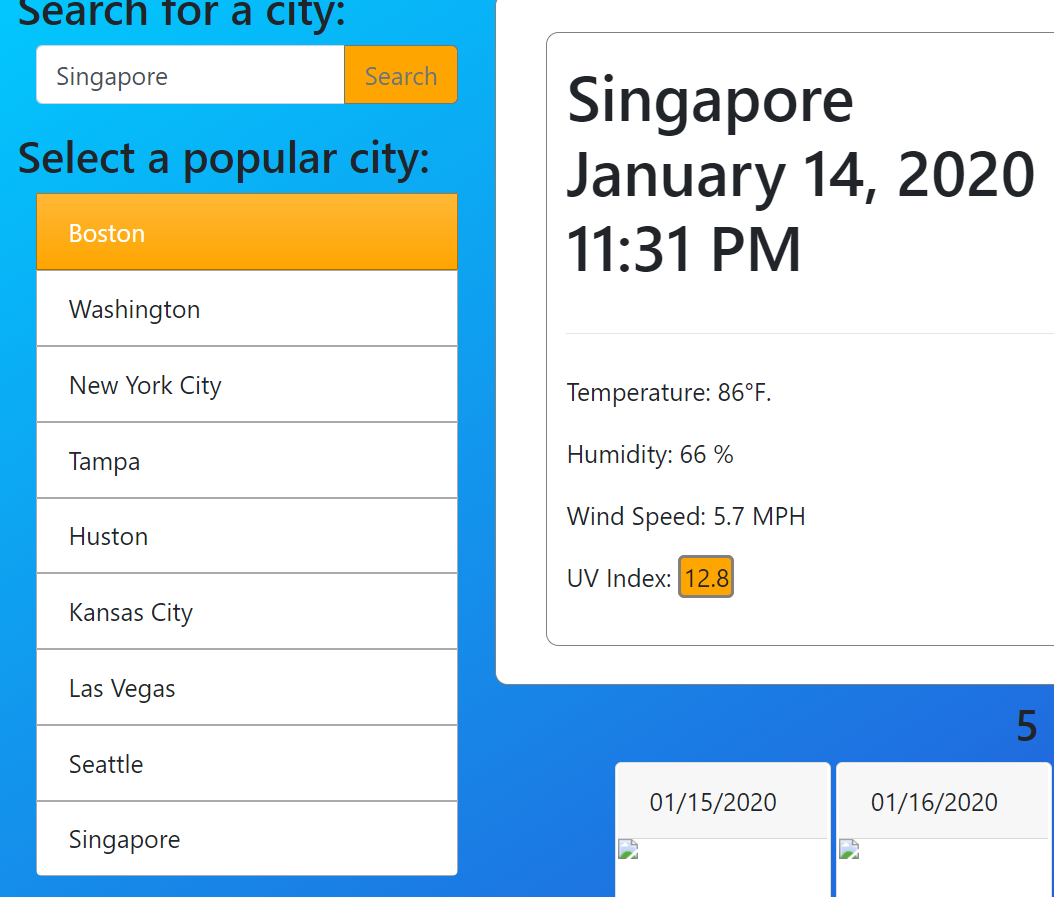 Search for a city:
Singapore
Search
Select a popular city:
Boston
Washington
New York City
Tampa
Huston
Kansas City
Las Vegas
Seattle
Singapore
Singapore
January 14, 2020
11:31 PM
Temperature: 86°F.
Humidity: 66 %
Wind Speed: 5.7 MPH
UV Index: 12.8
5
01/15/2020
01/16/2020